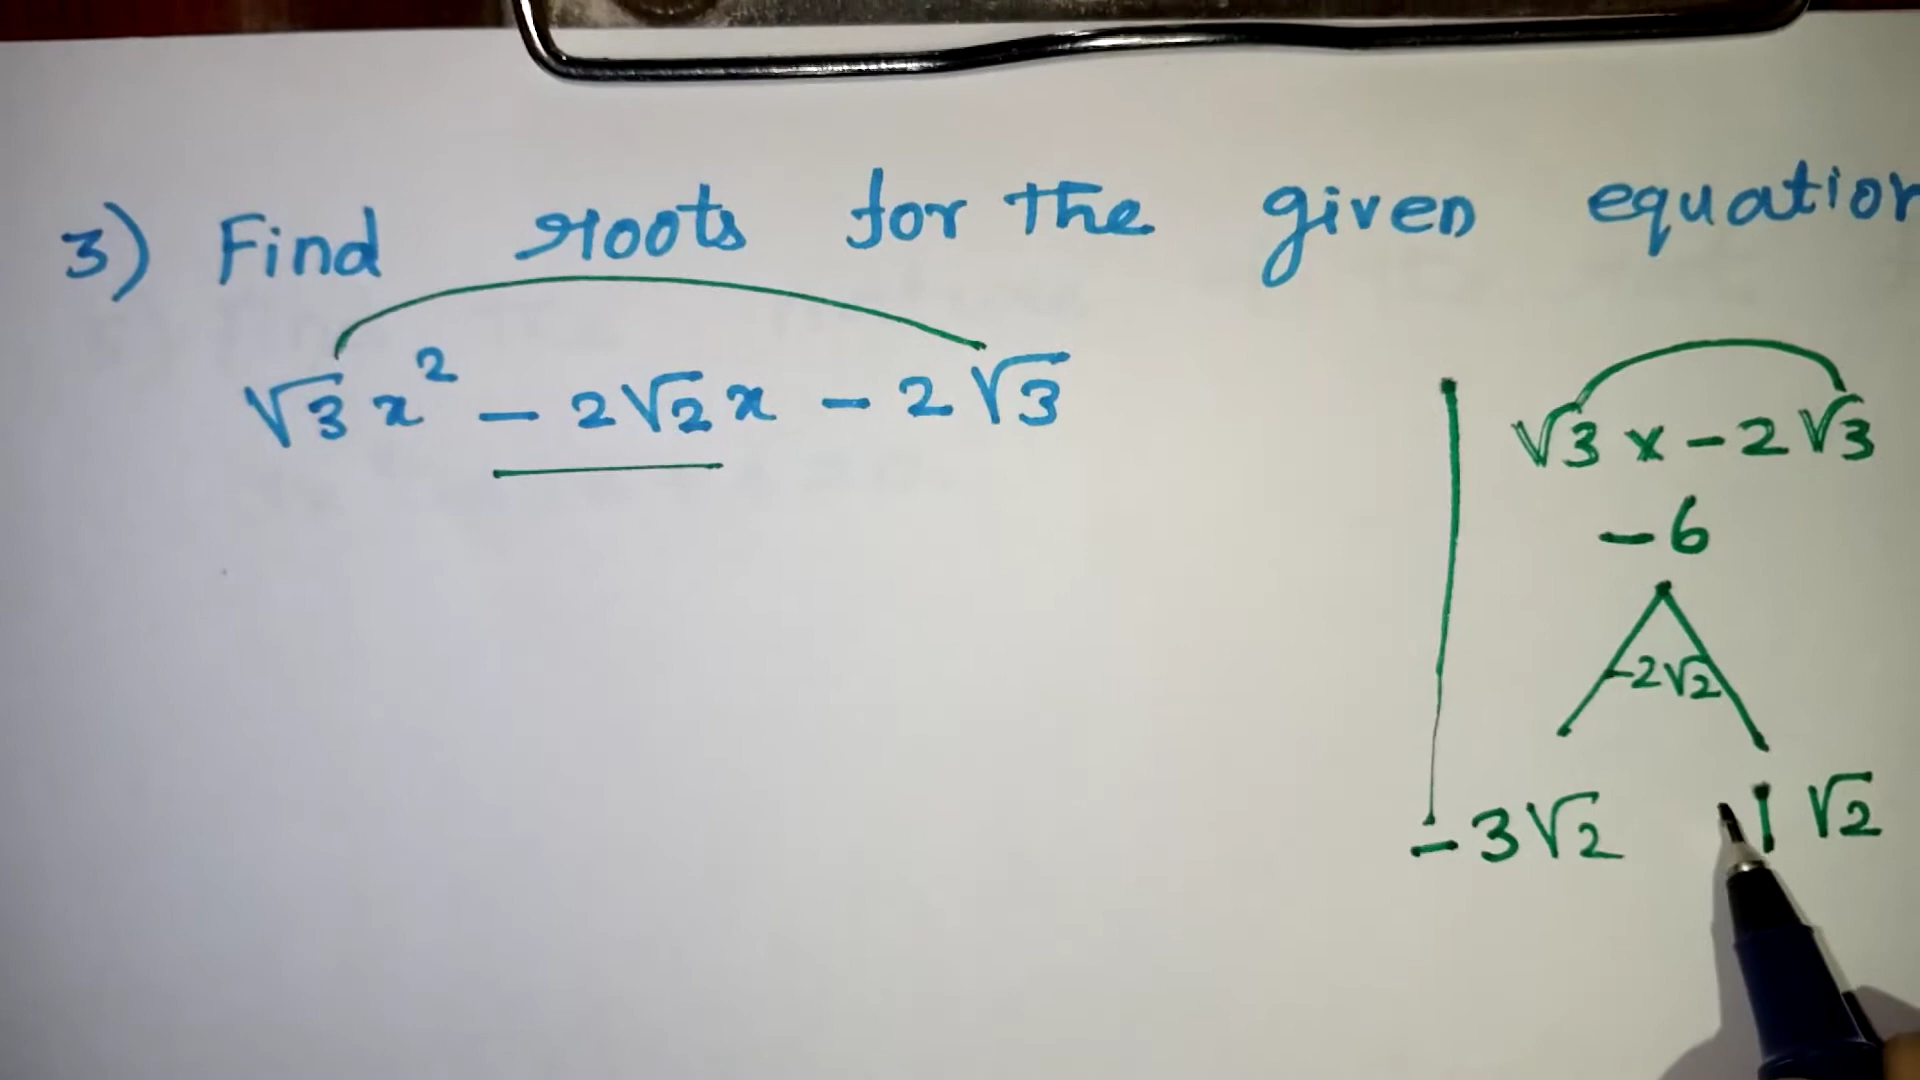 3) Find roots for the given equation
√3 x² - 2√2 x - 2√3
√3 x - 2√3
- 6
-2√2
- 3√2 1 √2